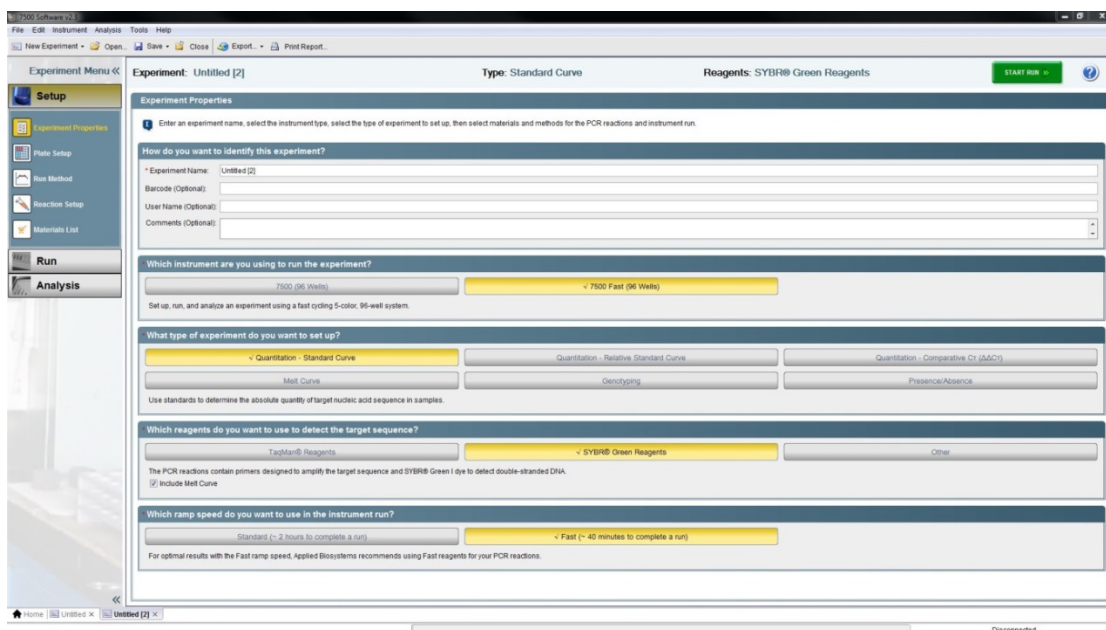 7500 Software v2.3
File Edit Instrument Analysis Tools Help
New Experiment Open... Save Close Export... Print Report...
Experiment Menu «
Experiment: Untitled [2] Type: Standard Curve Reagents: SYBR® Green Reagents START RUN
Setup
Experiment Properties
Plate Setup
Run Method
Reaction Setup
Materials List
Run
Analysis
Experiment Properties
Enter an experiment name, select the instrument type, select the type of experiment to set up, then select materials and methods for the PCR reactions and instrument run.
How do you want to identify this experiment?
* Experiment Name: Untitled [2]
Barcode (Optional):
User Name (Optional):
Comments (Optional):
Which instrument are you using to run the experiment?
7500 (96 Wells) √ 7500 Fast (96 Wells)
Set up, run, and analyze an experiment using a fast cycling 5-color, 96-well system.
What type of experiment do you want to set up?
√ Quantitation - Standard Curve Quantitation - Relative Standard Curve Quantitation - Comparative CT (ΔΔCT)
Melt Curve Genotyping Presence/Absence
Use standards to determine the absolute quantity of target nucleic acid sequence in samples.
Which reagents do you want to use to detect the target sequence?
TaqMan® Reagents √ SYBR® Green Reagents Other
The PCR reactions contain primers designed to amplify the target sequence and SYBR® Green I dye to detect double-stranded DNA.
Include Melt Curve
Which ramp speed do you want to use in the instrument run?
Standard (~ 2 hours to complete a run) √ Fast (~ 40 minutes to complete a run)
For optimal results with the Fast ramp speed, Applied Biosystems recommends using Fast reagents for your PCR reactions.
«
Home Untitled × Untitled [2] ×
Disconnected